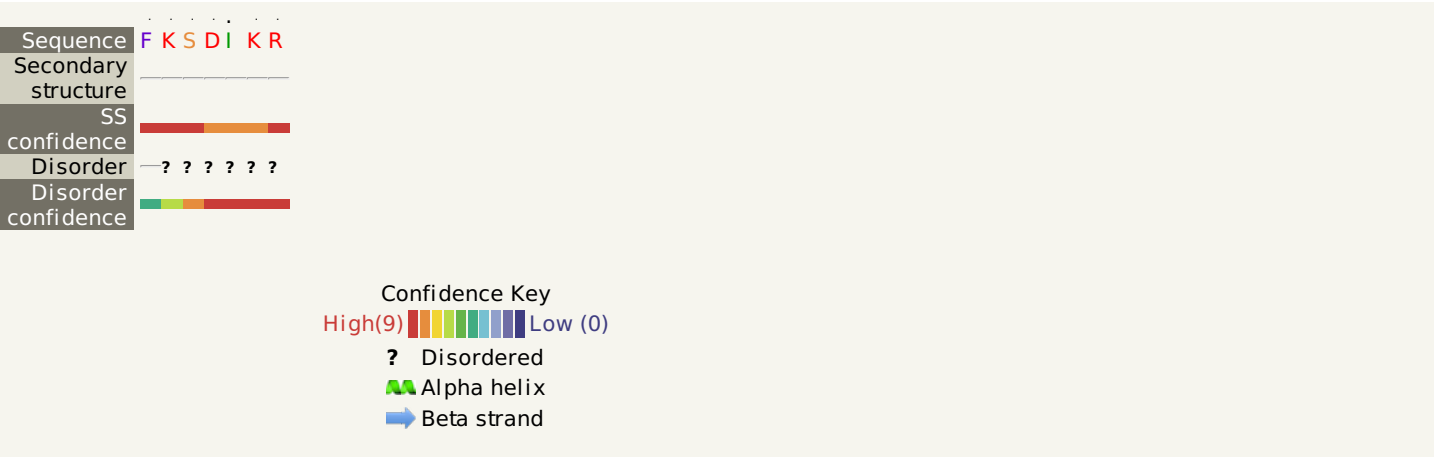 Sequence F K S D I K R
Secondary
structure
SS
confidence
Disorder ? ? ? ? ? ?
Disorder
confidence
Confidence Key
High(9) Low (0)
? Disordered
Alpha helix
Beta strand